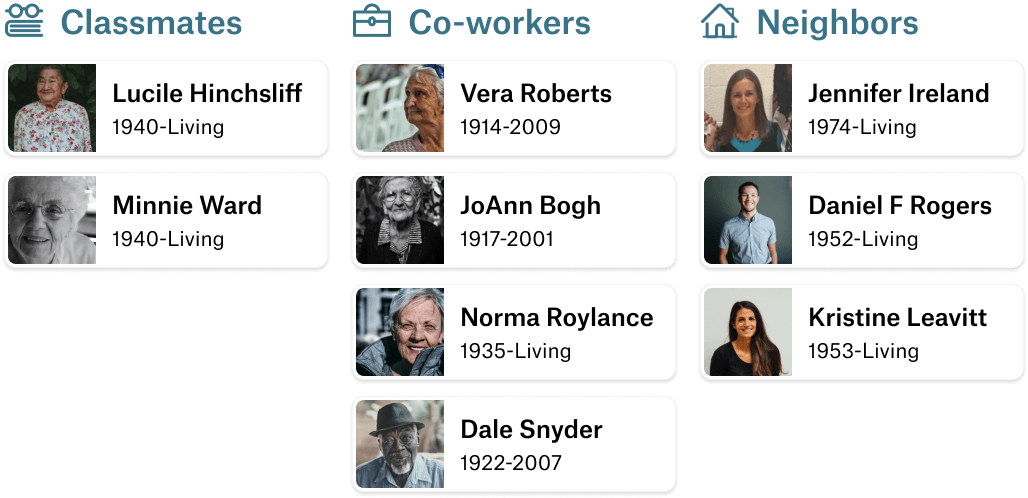 Classmates
Lucile Hinchsliff
1940-Living
Minnie Ward
1940-Living
Co-workers
Vera Roberts
1914-2009
JoAnn Bogh
1917-2001
Norma Roylance
1935-Living
Dale Snyder
1922-2007
Neighbors
Jennifer Ireland
1974-Living
Daniel F Rogers
1952-Living
Kristine Leavitt
1953-Living